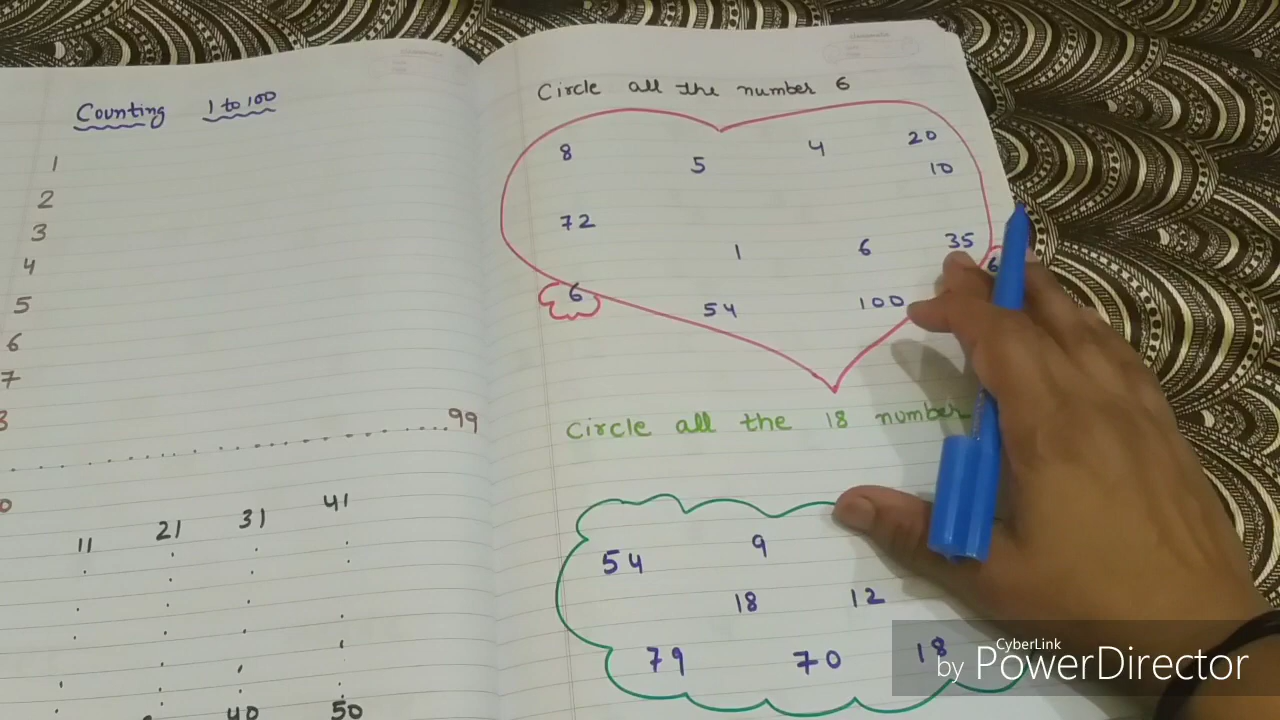 Counting 1 to 100
1
2
3
4
5
6
7
99
11 21 31 41
40 50
Circle all the number 6
8 5 4 20
10
72
1 6 35
6 54 100
6
Circle all the 18 number
54 9
18 12
79 70 18
CyberLink
by PowerDirector